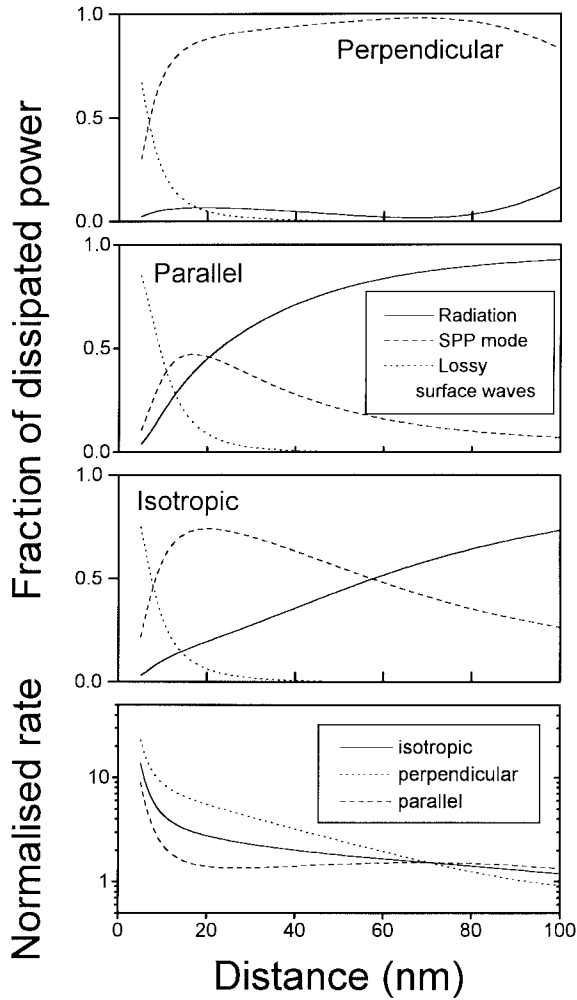 Fraction of dissipated power
1.0
0.5
0.0
Perpendicular
1.0
0.5
0.0
Parallel
Radiation
SPP mode
Lossy
surface waves
1.0
0.5
0.0
Isotropic
Normalised rate
10
1
isotropic
perpendicular
parallel
0
20
40
60
80
100
Distance (nm)